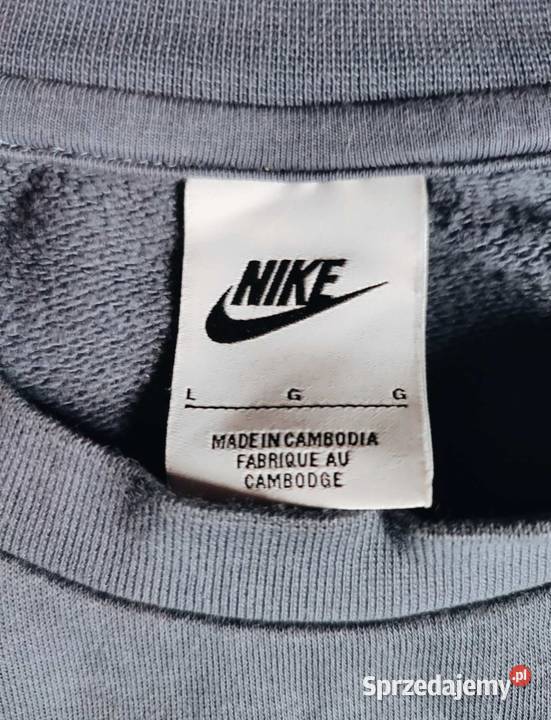 NIKE
L G G
MADE IN CAMBODIA
FABRIQUE AU
CAMBODGE
Sprzedajemy.pl